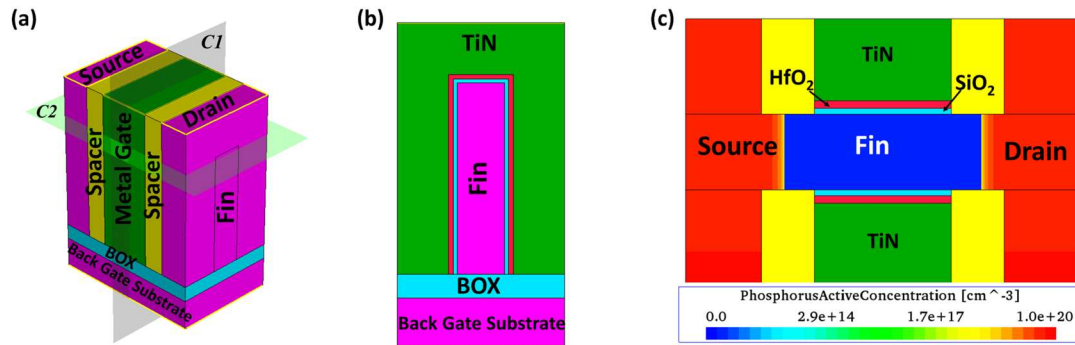 (a)
C1
Source
C2
Drain
Spacer
Metal Gate
Spacer
Fin
BOX
Back Gate Substrate
(b)
TiN
Fin
BOX
Back Gate Substrate
(c)
TiN
HfO₂
SiO₂
Source
Fin
Drain
TiN
PhosphorusActiveConcentration [cm^-3]
0.0 2.9e+14 1.7e+17 1.0e+20